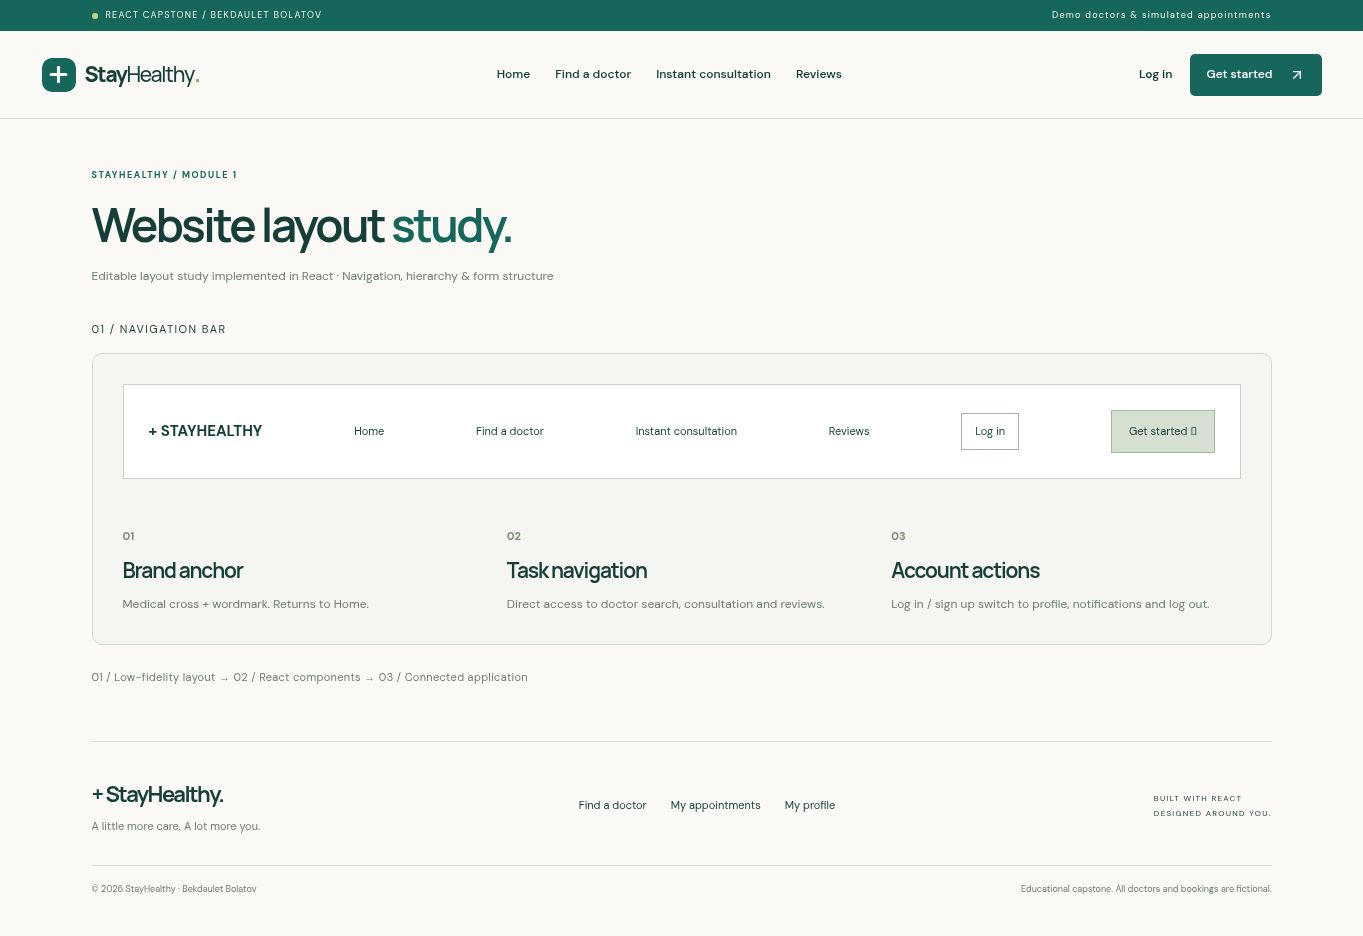 REACT CAPSTONE / BEKDAULET BOLATOV
Demo doctors & simulated appointments
StayHealthy.
Home
Find a doctor
Instant consultation
Reviews
Log in
Get started
STAYHEALTHY / MODULE 1
Website layout study.
Editable layout study implemented in React · Navigation, hierarchy & form structure
01 / NAVIGATION BAR
+ STAYHEALTHY
Home
Find a doctor
Instant consultation
Reviews
Log in
Get started
01
02
03
Brand anchor
Task navigation
Account actions
Medical cross + wordmark. Returns to Home.
Direct access to doctor search, consultation and reviews.
Log in / sign up switch to profile, notifications and log out.
01 / Low-fidelity layout → 02 / React components → 03 / Connected application
+ StayHealthy.
A little more care. A lot more you.
Find a doctor
My appointments
My profile
BUILT WITH REACT
DESIGNED AROUND YOU.
© 2026 StayHealthy · Bekdaulet Bolatov
Educational capstone. All doctors and bookings are fictional.